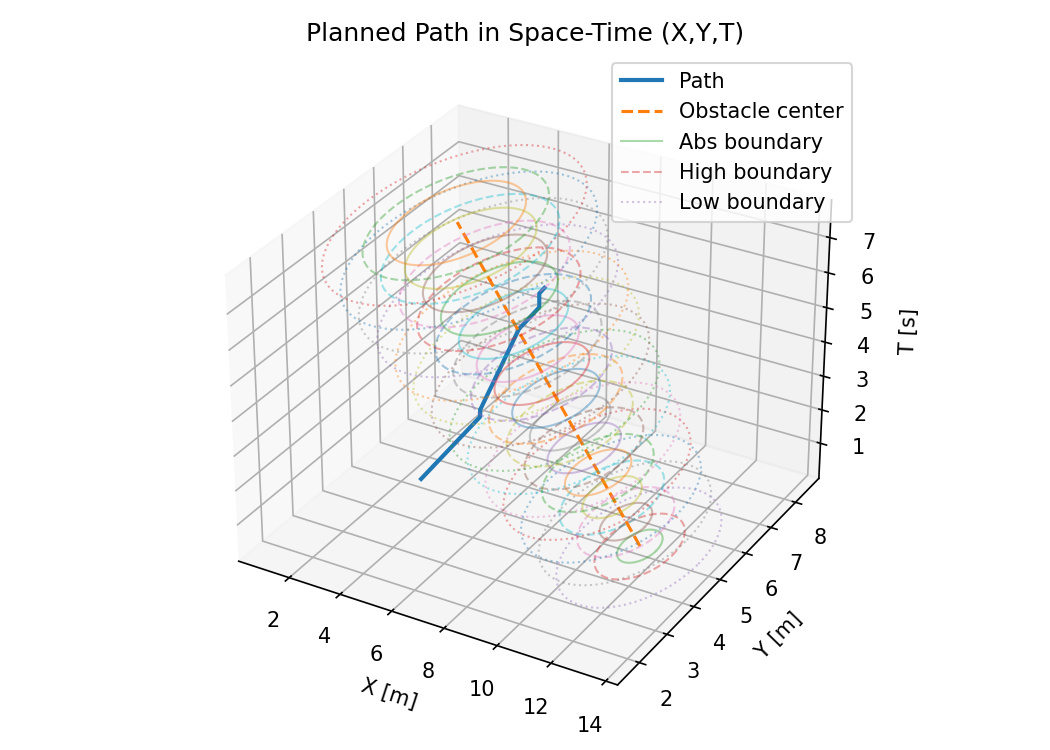 Planned Path in Space-Time (X,Y,T)
Path
Obstacle center
Abs boundary
High boundary
Low boundary
7
6
5
4
3
2
1
T [s]
8
7
6
5
4
3
2
Y [m]
2
4
6
8
10
12
14
X [m]